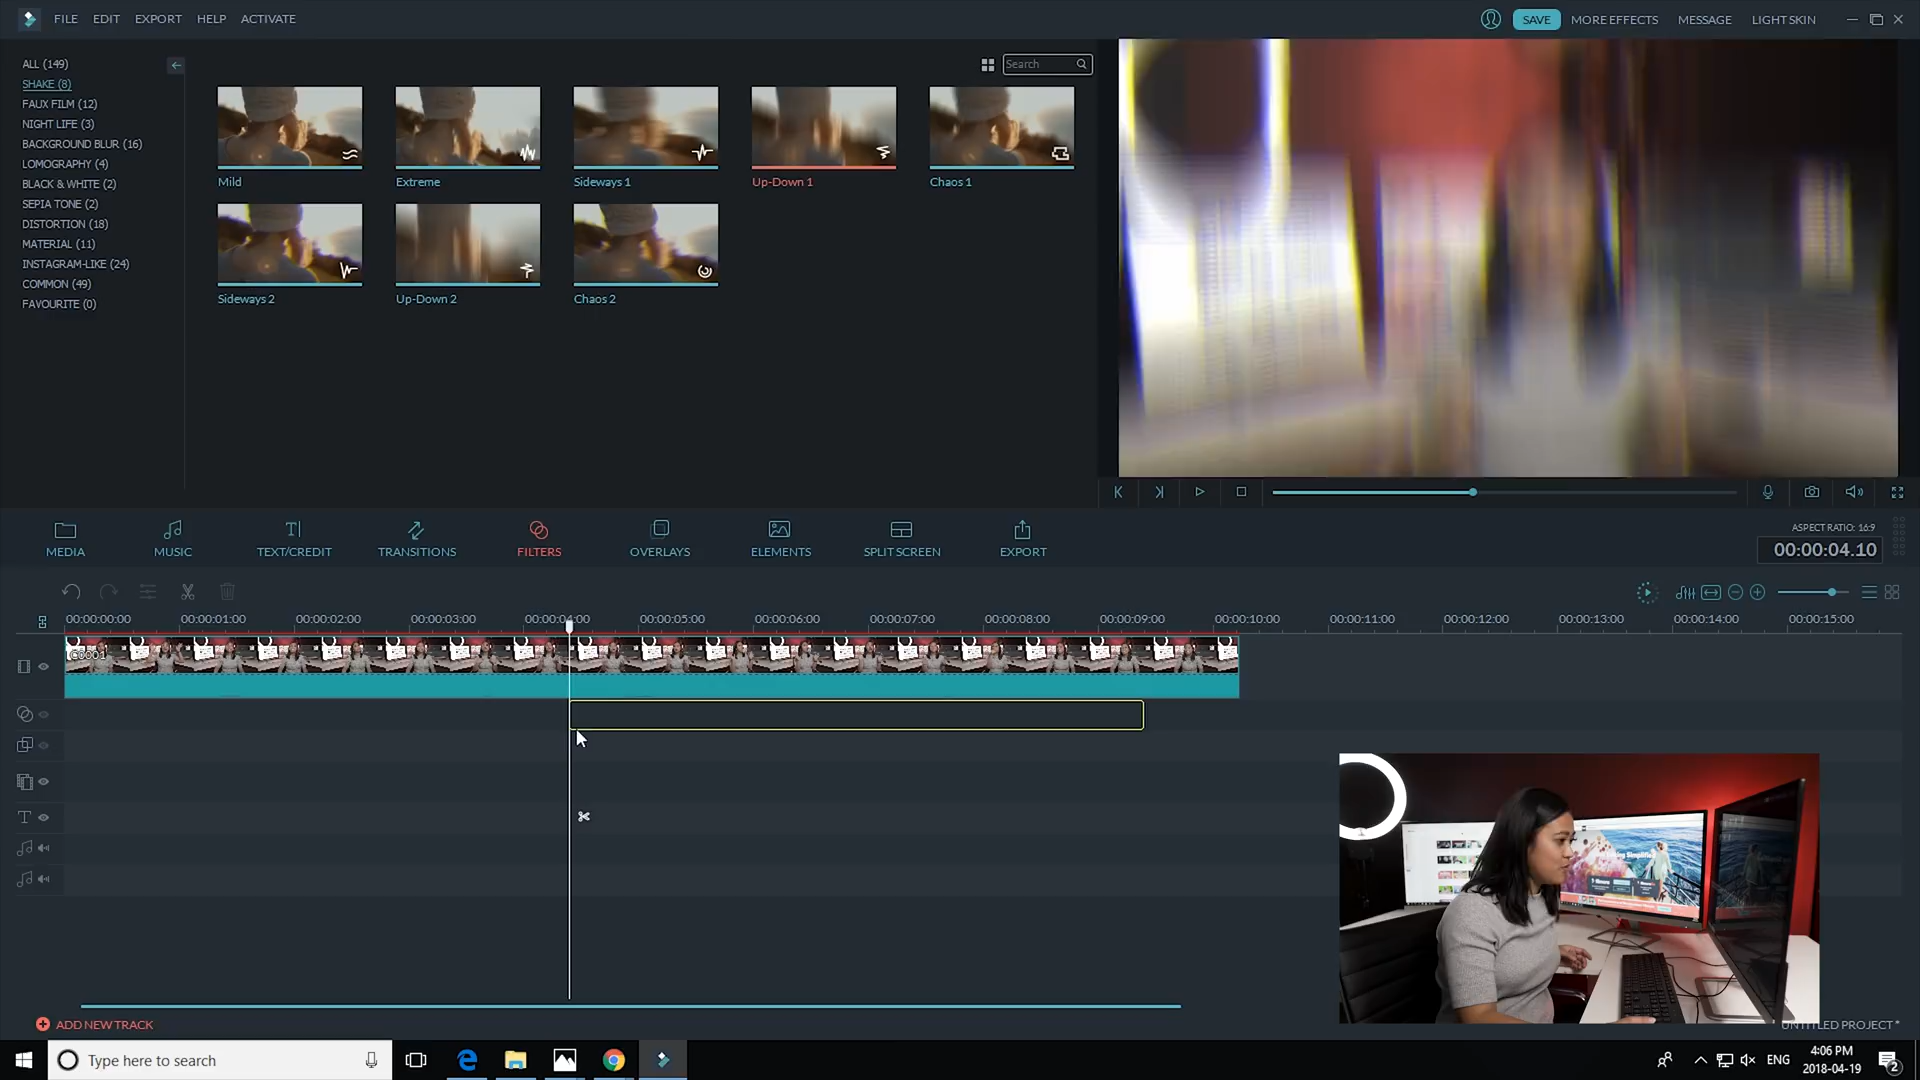 FILE EDIT EXPORT HELP ACTIVATE
SAVE MORE EFFECTS MESSAGE LIGHT SKIN
ALL (149)
SHAKE (8)
FAUX FILM (12)
NIGHT LIFE (3)
BACKGROUND BLUR (16)
LOMOGRAPHY (4)
BLACK & WHITE (2)
SEPIA TONE (2)
DISTORTION (18)
MATERIAL (11)
INSTAGRAM-LIKE (24)
COMMON (49)
FAVOURITE (0)
Search
Mild Extreme Sideways 1 Up-Down 1 Chaos 1
Sideways 2 Up-Down 2 Chaos 2
MEDIA MUSIC TEXT/CREDIT TRANSITIONS FILTERS OVERLAYS ELEMENTS SPLIT SCREEN EXPORT
ASPECT RATIO: 16:9
00:00:04.10
00:00:00:00 00:00:01:00 00:00:02:00 00:00:03:00 00:00:04:00 00:00:05:00 00:00:06:00 00:00:07:00 00:00:08:00 00:00:09:00 00:00:10:00 00:00:11:00 00:00:12:00 00:00:13:00 00:00:14:00 00:00:15:00
C0001
ADD NEW TRACK
UNTITLED PROJECT *
Type here to search
ENG
4:06 PM
2018-04-19
2